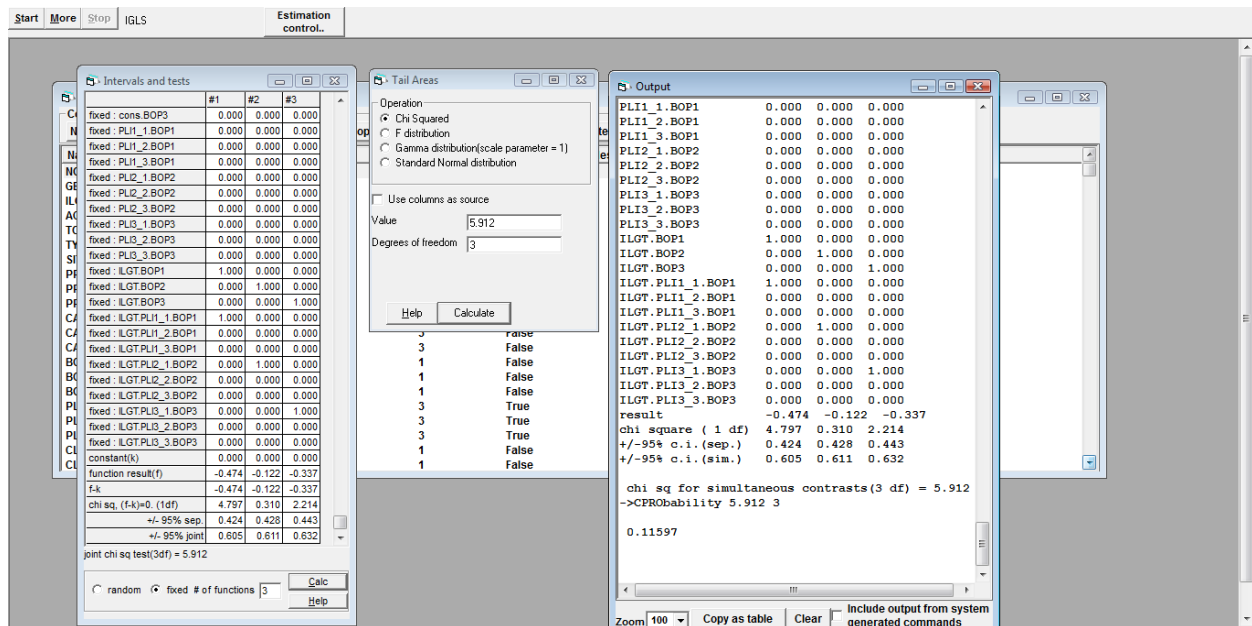 Start More Stop IGLS Estimation control..
Intervals and tests
#1 #2 #3
fixed : cons.BOP3 0.000 0.000 0.000
fixed : PLI1_1.BOP1 0.000 0.000 0.000
fixed : PLI1_2.BOP1 0.000 0.000 0.000
fixed : PLI1_3.BOP1 0.000 0.000 0.000
fixed : PLI2_1.BOP2 0.000 0.000 0.000
fixed : PLI2_2.BOP2 0.000 0.000 0.000
fixed : PLI2_3.BOP2 0.000 0.000 0.000
fixed : PLI3_1.BOP3 0.000 0.000 0.000
fixed : PLI3_2.BOP3 0.000 0.000 0.000
fixed : PLI3_3.BOP3 0.000 0.000 0.000
fixed : ILGT.BOP1 1.000 0.000 0.000
fixed : ILGT.BOP2 0.000 1.000 0.000
fixed : ILGT.BOP3 0.000 0.000 1.000
fixed : ILGT.PLI1_1.BOP1 1.000 0.000 0.000
fixed : ILGT.PLI1_2.BOP1 0.000 0.000 0.000
fixed : ILGT.PLI1_3.BOP1 0.000 0.000 0.000
fixed : ILGT.PLI2_1.BOP2 0.000 1.000 0.000
fixed : ILGT.PLI2_2.BOP2 0.000 0.000 0.000
fixed : ILGT.PLI2_3.BOP2 0.000 0.000 0.000
fixed : ILGT.PLI3_1.BOP3 0.000 0.000 1.000
fixed : ILGT.PLI3_2.BOP3 0.000 0.000 0.000
fixed : ILGT.PLI3_3.BOP3 0.000 0.000 0.000
constant(k) 0.000 0.000 0.000
function result(f) -0.474 -0.122 -0.337
f-k -0.474 -0.122 -0.337
chi sq, (f-k)=0. (1df) 4.797 0.310 2.214
+/- 95% sep. 0.424 0.428 0.443
+/- 95% joint 0.605 0.611 0.632
joint chi sq test(3df) = 5.912
random fixed # of functions 3 Calc
Help
Tail Areas
Operation
Chi Squared
F distribution
Gamma distribution(scale parameter = 1)
Standard Normal distribution
Use columns as source
Value 5.912
Degrees of freedom 3
Help Calculate
3 False
3 False
1 False
1 False
1 False
3 True
3 True
3 True
1 False
1 False
Output
PLI1_1.BOP1 0.000 0.000 0.000
PLI1_2.BOP1 0.000 0.000 0.000
PLI1_3.BOP1 0.000 0.000 0.000
PLI2_1.BOP2 0.000 0.000 0.000
PLI2_2.BOP2 0.000 0.000 0.000
PLI2_3.BOP2 0.000 0.000 0.000
PLI3_1.BOP3 0.000 0.000 0.000
PLI3_2.BOP3 0.000 0.000 0.000
PLI3_3.BOP3 0.000 0.000 0.000
ILGT.BOP1 1.000 0.000 0.000
ILGT.BOP2 0.000 1.000 0.000
ILGT.BOP3 0.000 0.000 1.000
ILGT.PLI1_1.BOP1 1.000 0.000 0.000
ILGT.PLI1_2.BOP1 0.000 0.000 0.000
ILGT.PLI1_3.BOP1 0.000 0.000 0.000
ILGT.PLI2_1.BOP2 0.000 1.000 0.000
ILGT.PLI2_2.BOP2 0.000 0.000 0.000
ILGT.PLI2_3.BOP2 0.000 0.000 0.000
ILGT.PLI3_1.BOP3 0.000 0.000 1.000
ILGT.PLI3_2.BOP3 0.000 0.000 0.000
ILGT.PLI3_3.BOP3 0.000 0.000 0.000
result -0.474 -0.122 -0.337
chi square ( 1 df) 4.797 0.310 2.214
+/-95% c.i.(sep.) 0.424 0.428 0.443
+/-95% c.i.(sim.) 0.605 0.611 0.632
chi sq for simultaneous contrasts(3 df) = 5.912
->CPRObability 5.912 3
0.11597
Zoom 100 Copy as table Clear Include output from system generated commands